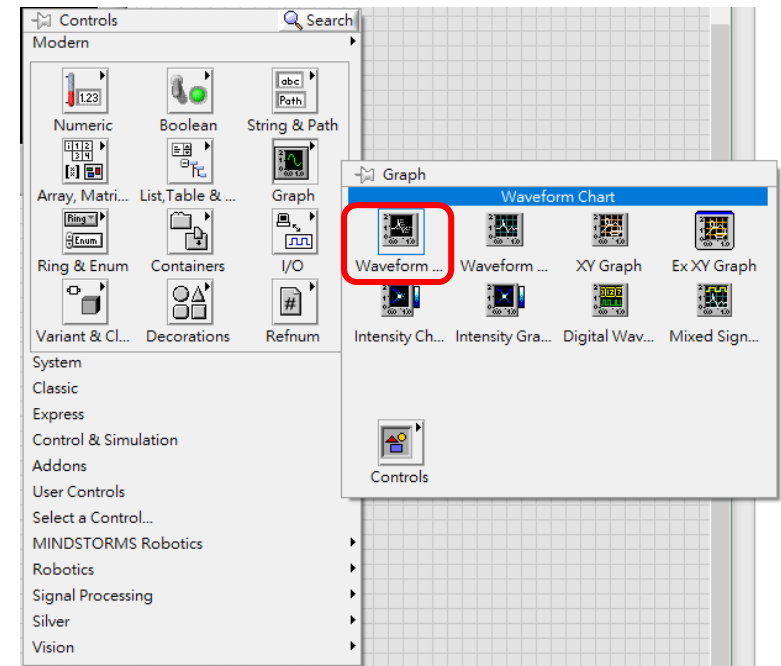 Controls
Search
Modern
Numeric
Boolean
String & Path
Array, Matri...
List,Table & ...
Graph
Ring & Enum
Containers
I/O
Variant & Cl...
Decorations
Refnum
System
Classic
Express
Control & Simulation
Addons
User Controls
Select a Control...
MINDSTORMS Robotics
Robotics
Signal Processing
Silver
Vision
Graph
Waveform Chart
Waveform ...
Waveform ...
XY Graph
Ex XY Graph
Intensity Ch...
Intensity Gra...
Digital Wav...
Mixed Sign...
Controls
1.23
abc
Path
Ring
Enum
#